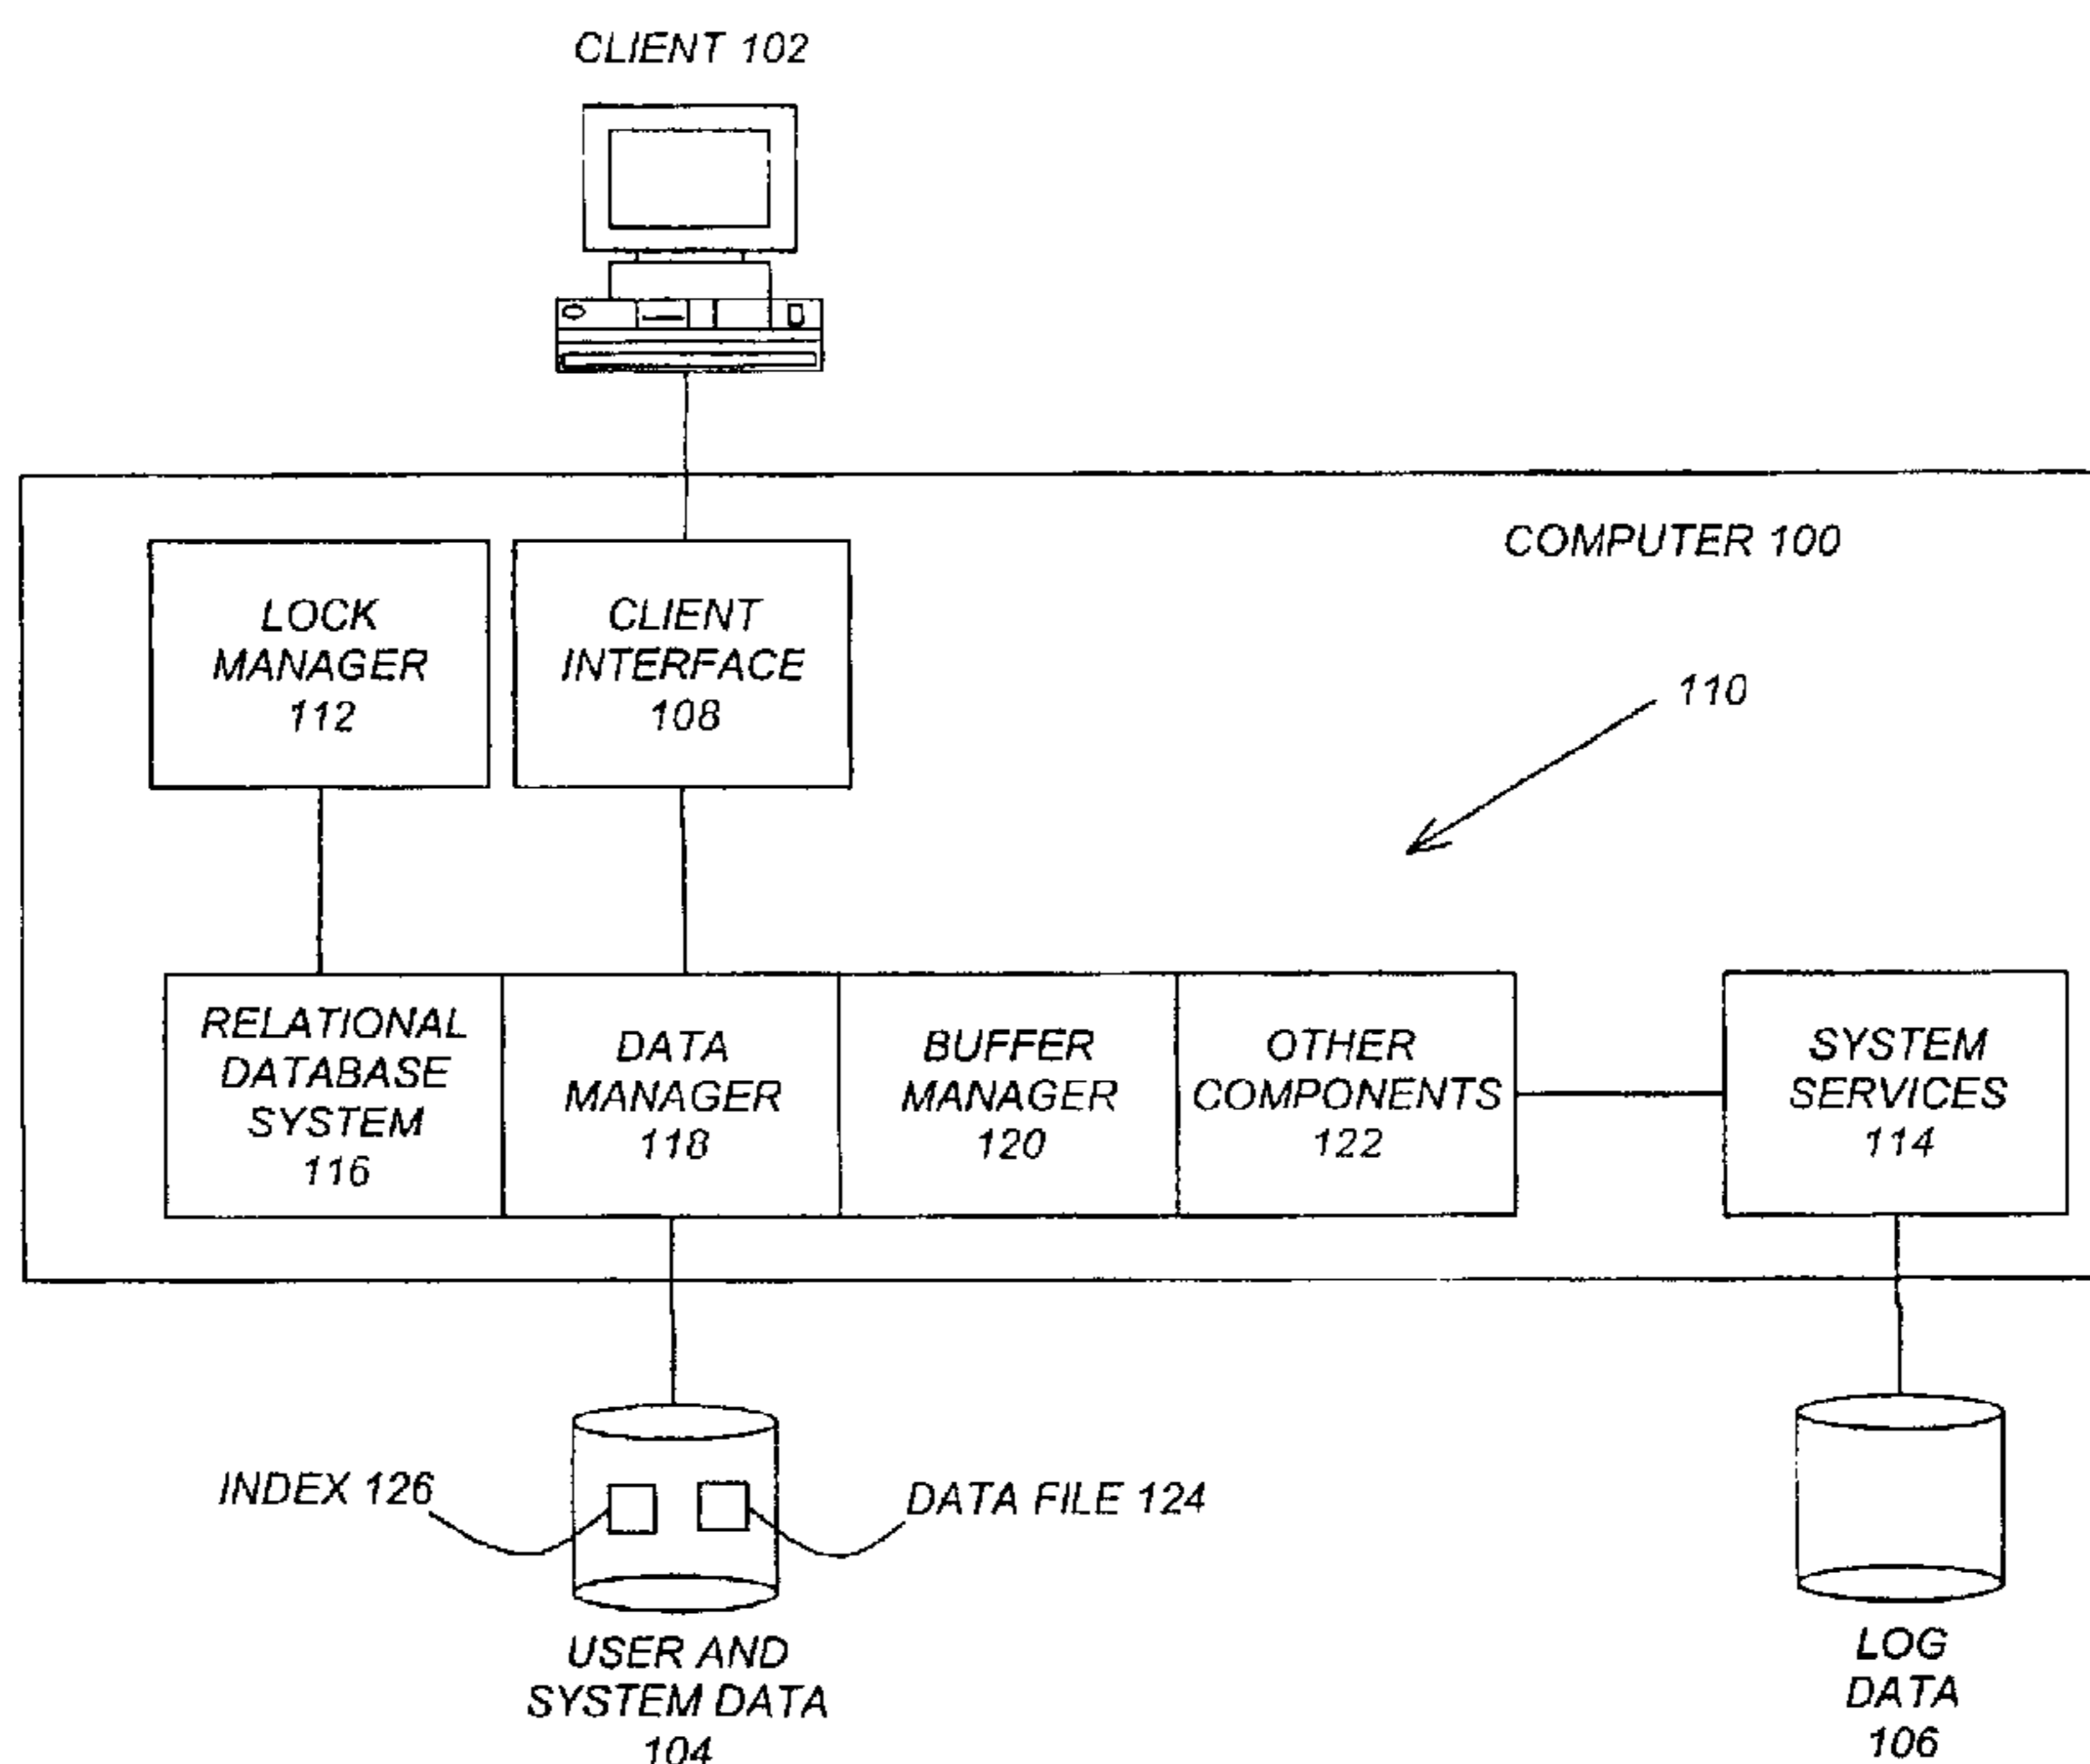 CLIENT 102
COMPUTER 100
LOCK
MANAGER
112
CLIENT
INTERFACE
108
110
RELATIONAL
DATABASE
SYSTEM
116
DATA
MANAGER
118
BUFFER
MANAGER
120
OTHER
COMPONENTS
122
SYSTEM
SERVICES
114
INDEX 126
DATA FILE 124
USER AND
SYSTEM DATA
104
LOG
DATA
106